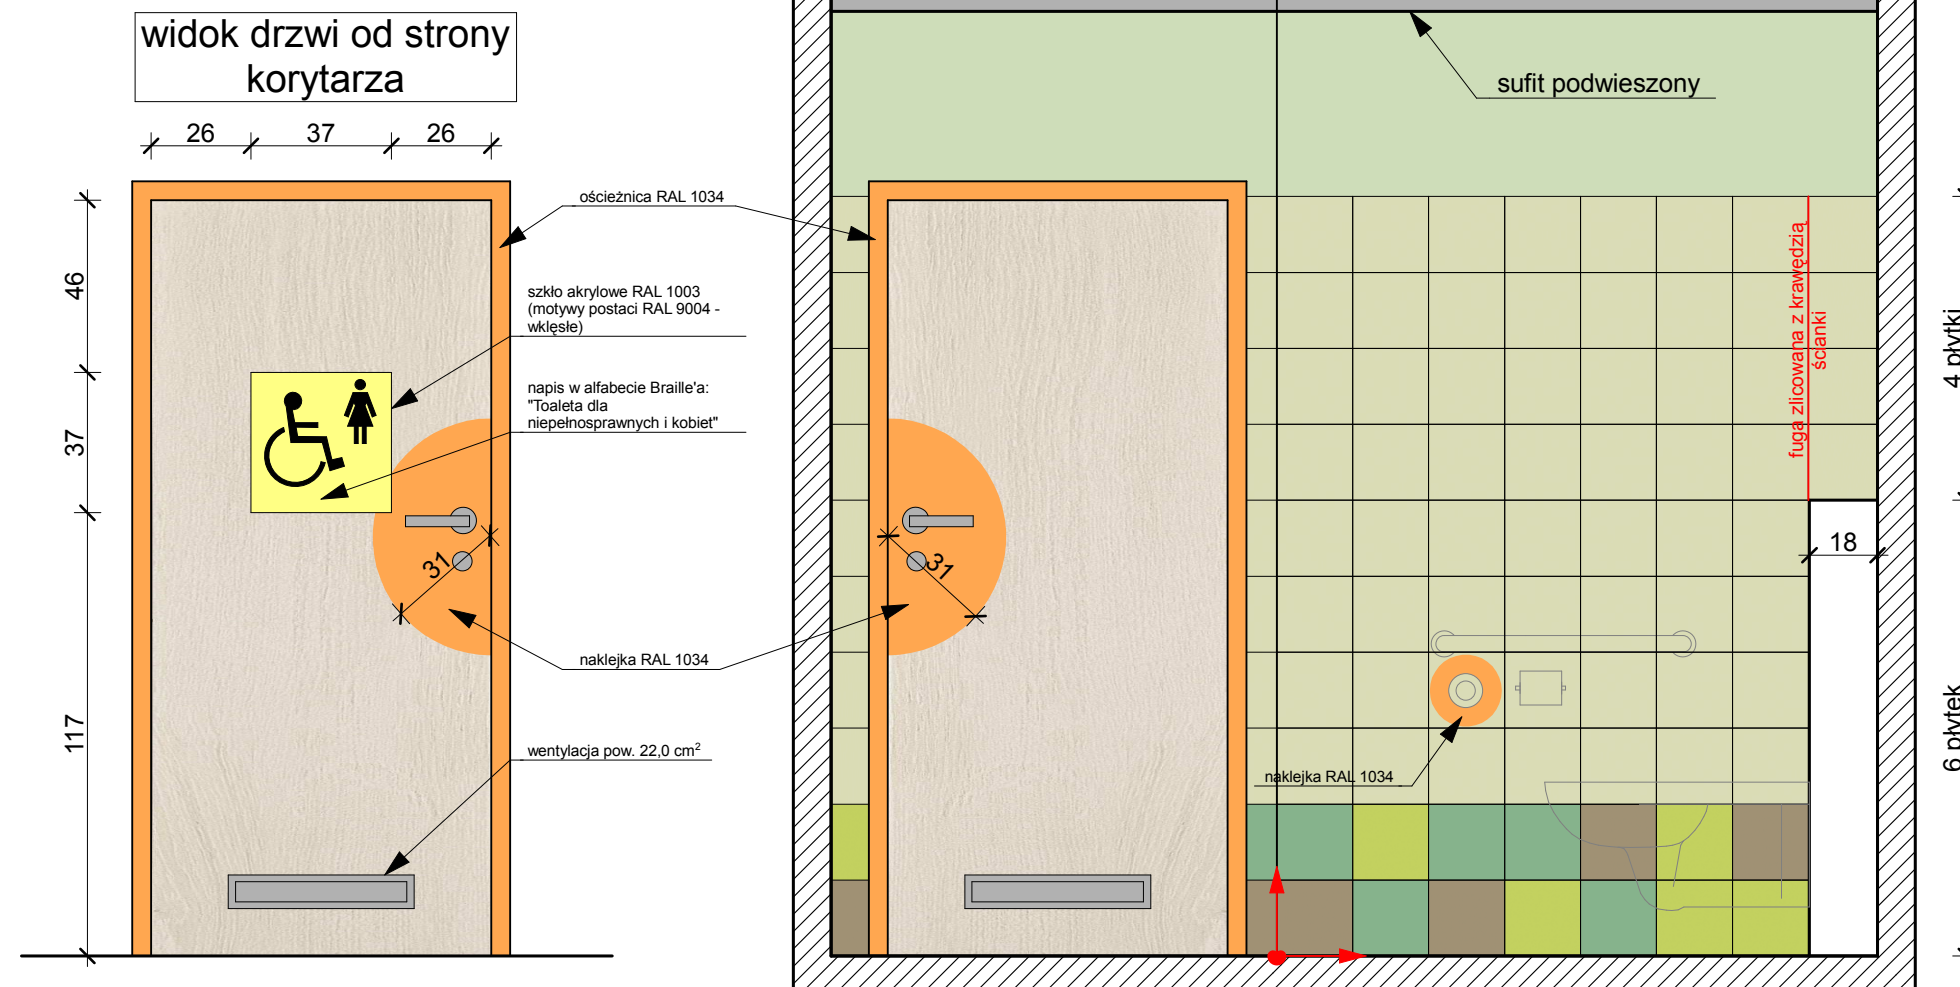 widok drzwi od strony
korytarza
26
37
26
46
37
117
ościeżnica RAL 1034
szkło akrylowe RAL 1003
(motywy postaci RAL 9004 -
wklęsłe)
napis w alfabecie Braille'a:
"Toaleta dla
niepełnosprawnych i kobiet"
31
naklejka RAL 1034
wentylacja pow. 22,0 cm²
sufit podwieszony
31
fuga zlicowana z krawędzią
ścianki
18
naklejka RAL 1034
4 płytki
6 płytek